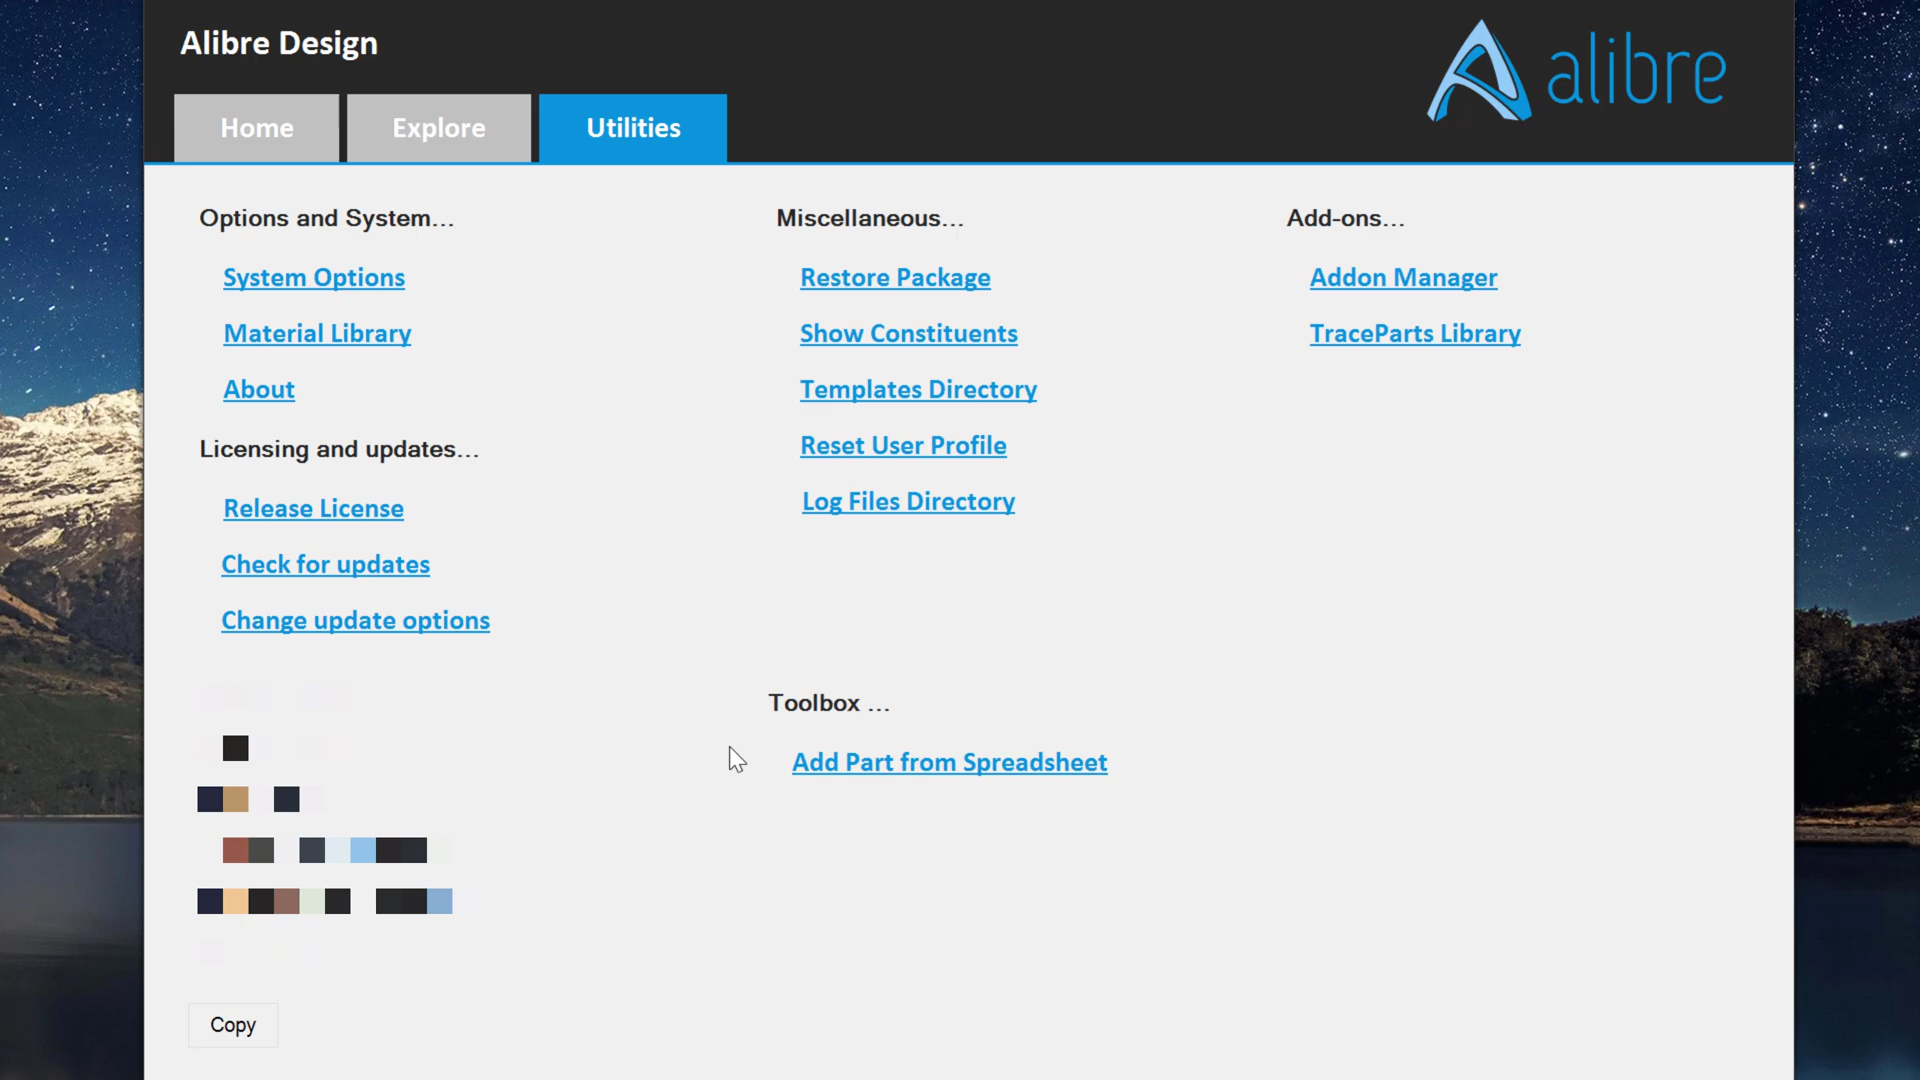 Alibre Design
alibre
Home
Explore
Utilities
Options and System...
System Options
Material Library
About
Licensing and updates...
Release License
Check for updates
Change update options
Miscellaneous...
Restore Package
Show Constituents
Templates Directory
Reset User Profile
Log Files Directory
Add-ons...
Addon Manager
TraceParts Library
Toolbox ...
Add Part from Spreadsheet
Copy